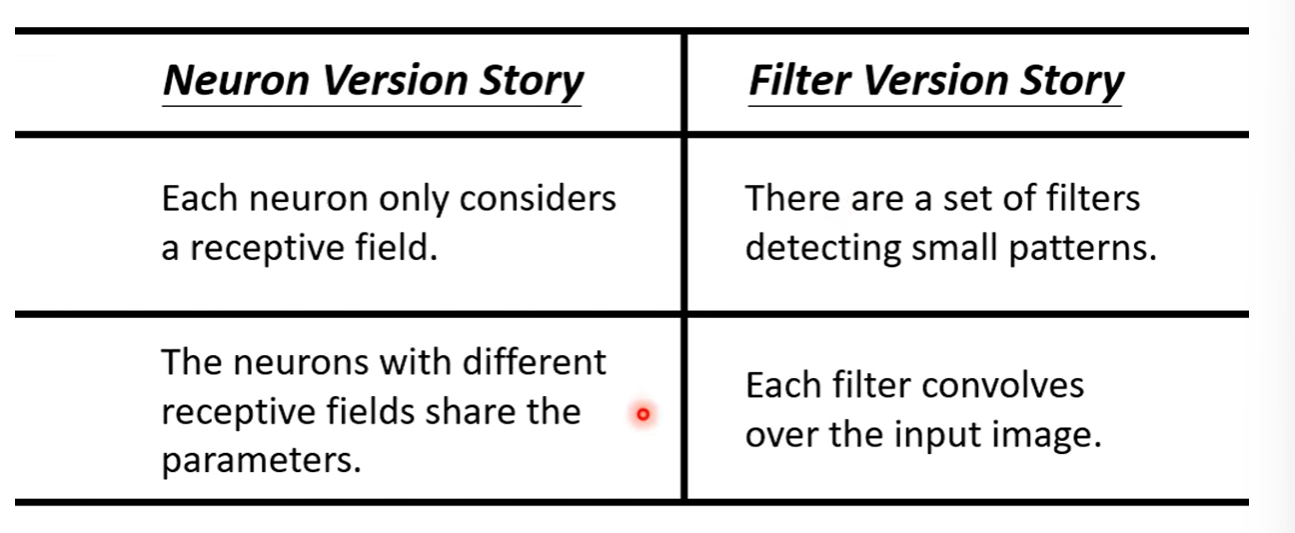 Neuron Version Story
Filter Version Story
Each neuron only considers
a receptive field.
There are a set of filters
detecting small patterns.
The neurons with different
receptive fields share the
parameters.
Each filter convolves
over the input image.